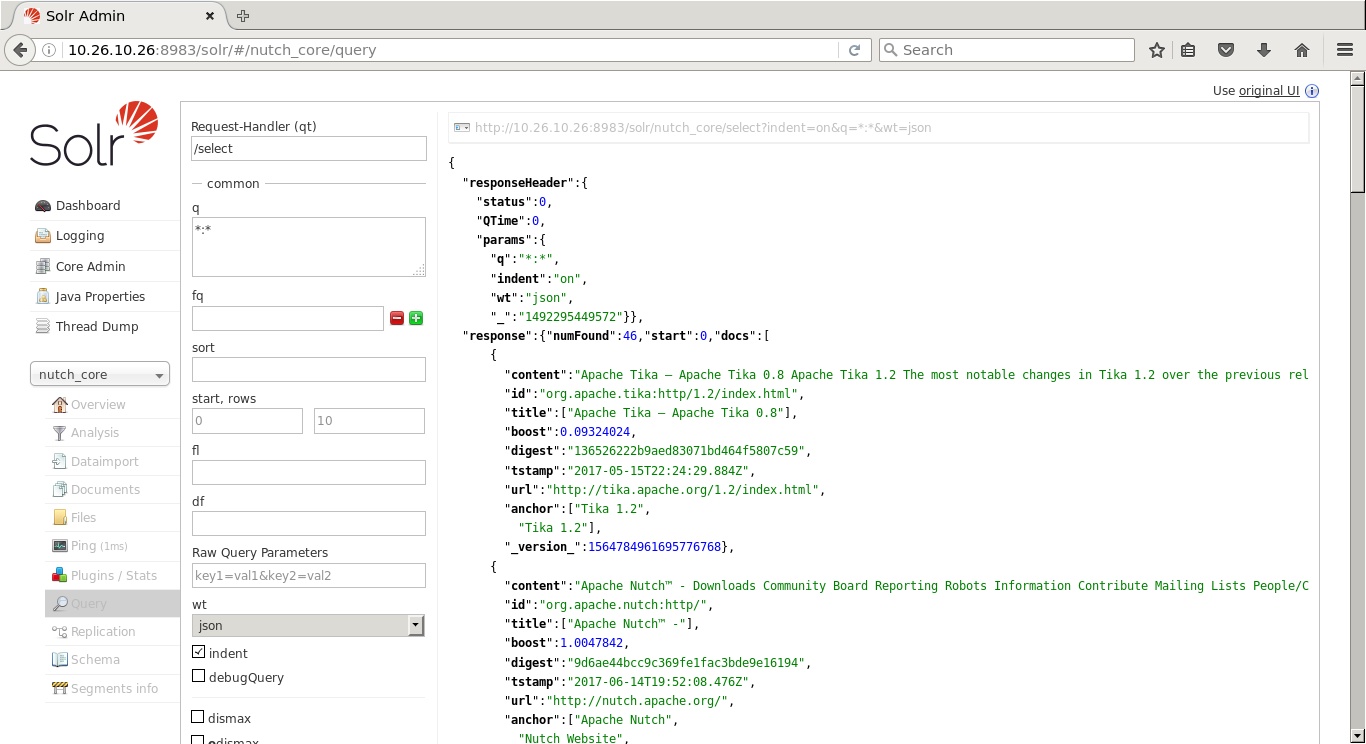 Solr Admin
10.26.10.26:8983/solr/#/nutch_core/query
Search
Use original UI
Solr
Dashboard
Logging
Core Admin
Java Properties
Thread Dump
nutch_core
Overview
Analysis
Dataimport
Documents
Files
Ping (1ms)
Plugins / Stats
Query
Replication
Schema
Segments info
Request-Handler (qt)
/select
common
q
*:*
fq
sort
start, rows
0 10
fl
df
Raw Query Parameters
key1=val1&key2=val2
wt
json
indent
debugQuery
dismax
edismax
http://10.26.10.26:8983/solr/nutch_core/select?indent=on&q=*:*&wt=json
{
"responseHeader":{
"status":0,
"QTime":0,
"params":{
"q":"*:*",
"indent":"on",
"wt":"json",
"_":"1492295449572"}},
"response":{"numFound":46,"start":0,"docs":[
{
"content":"Apache Tika – Apache Tika 0.8 Apache Tika 1.2 The most notable changes in Tika 1.2 over the previous rel
"id":"org.apache.tika:http/1.2/index.html",
"title":["Apache Tika – Apache Tika 0.8"],
"boost":0.09324024,
"digest":"136526222b9aed83071bd464f5807c59",
"tstamp":"2017-05-15T22:24:29.884Z",
"url":"http://tika.apache.org/1.2/index.html",
"anchor":["Tika 1.2",
"Tika 1.2"],
"_version_":1564784961695776768},
{
"content":"Apache Nutch™ - Downloads Community Board Reporting Robots Information Contribute Mailing Lists People/C
"id":"org.apache.nutch:http/",
"title":["Apache Nutch™ -"],
"boost":1.0047842,
"digest":"9d6ae44bcc9c369fe1fac3bde9e16194",
"tstamp":"2017-06-14T19:52:08.476Z",
"url":"http://nutch.apache.org/",
"anchor":["Apache Nutch",
"Nutch Website",